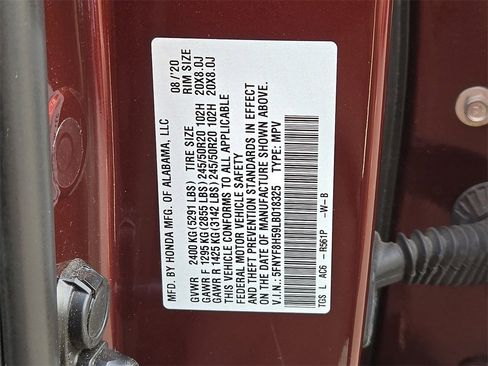 MFD. BY HONDA MFG. OF ALABAMA, LLC 08/'20
GVWR 2400 KG(5291 LBS) TIRE SIZE RIM SIZE
GAWR F 1295 KG(2855 LBS)245/50R20 102H 20X8.0J
GAWR R 1425 KG(3142 LBS)245/50R20 102H 20X8.0J
THIS VEHICLE CONFORMS TO ALL APPLICABLE
FEDERAL MOTOR VEHICLE SAFETY
AND THEFT PREVENTION STANDARDS IN EFFECT
ON THE DATE OF MANUFACTURE SHOWN ABOVE.
V.I.N.: 5FNYF8H59LB018325 TYPE: MPV
TGS L AC6 - R561P -W-B